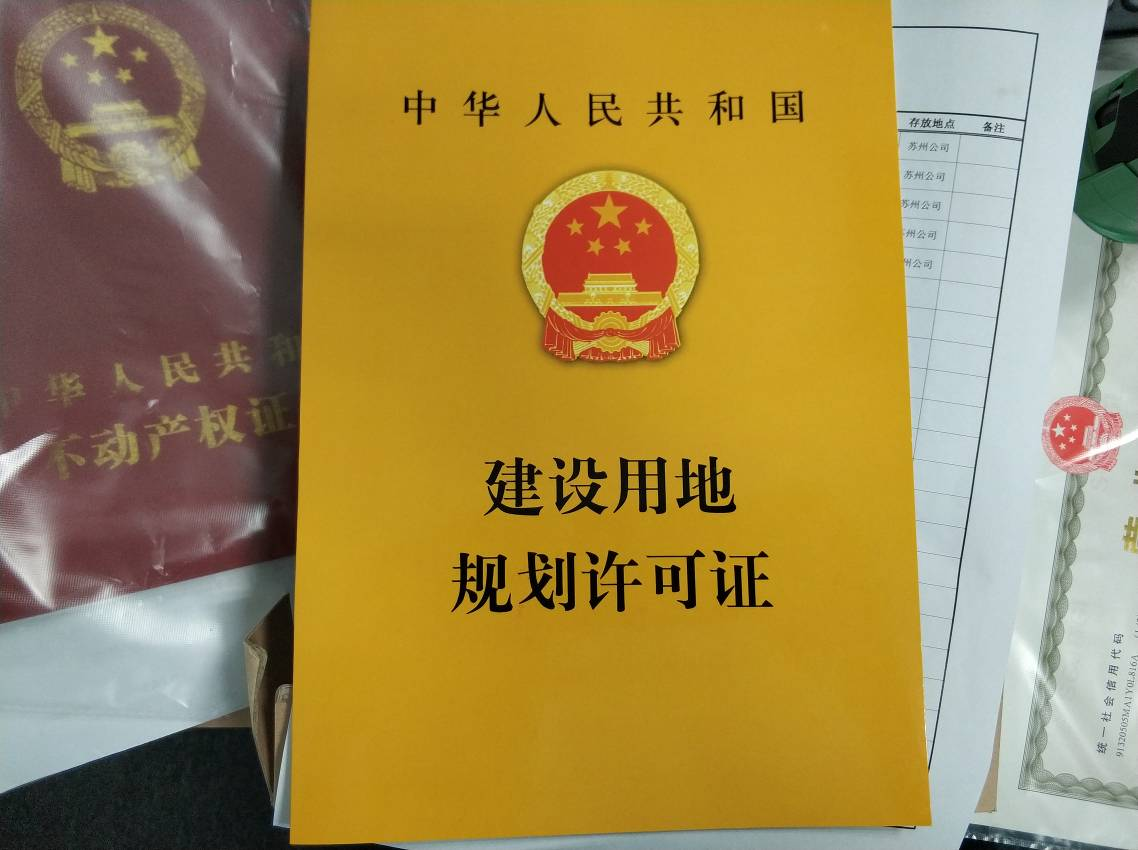 中华人民共和国
建设用地
规划许可证
中华人民共和
不动产权证
存放地点 备注
苏州公司
苏州公司
苏州公司
州公司
州公司
统一社会信用代码
91320505MA1Y0L816A